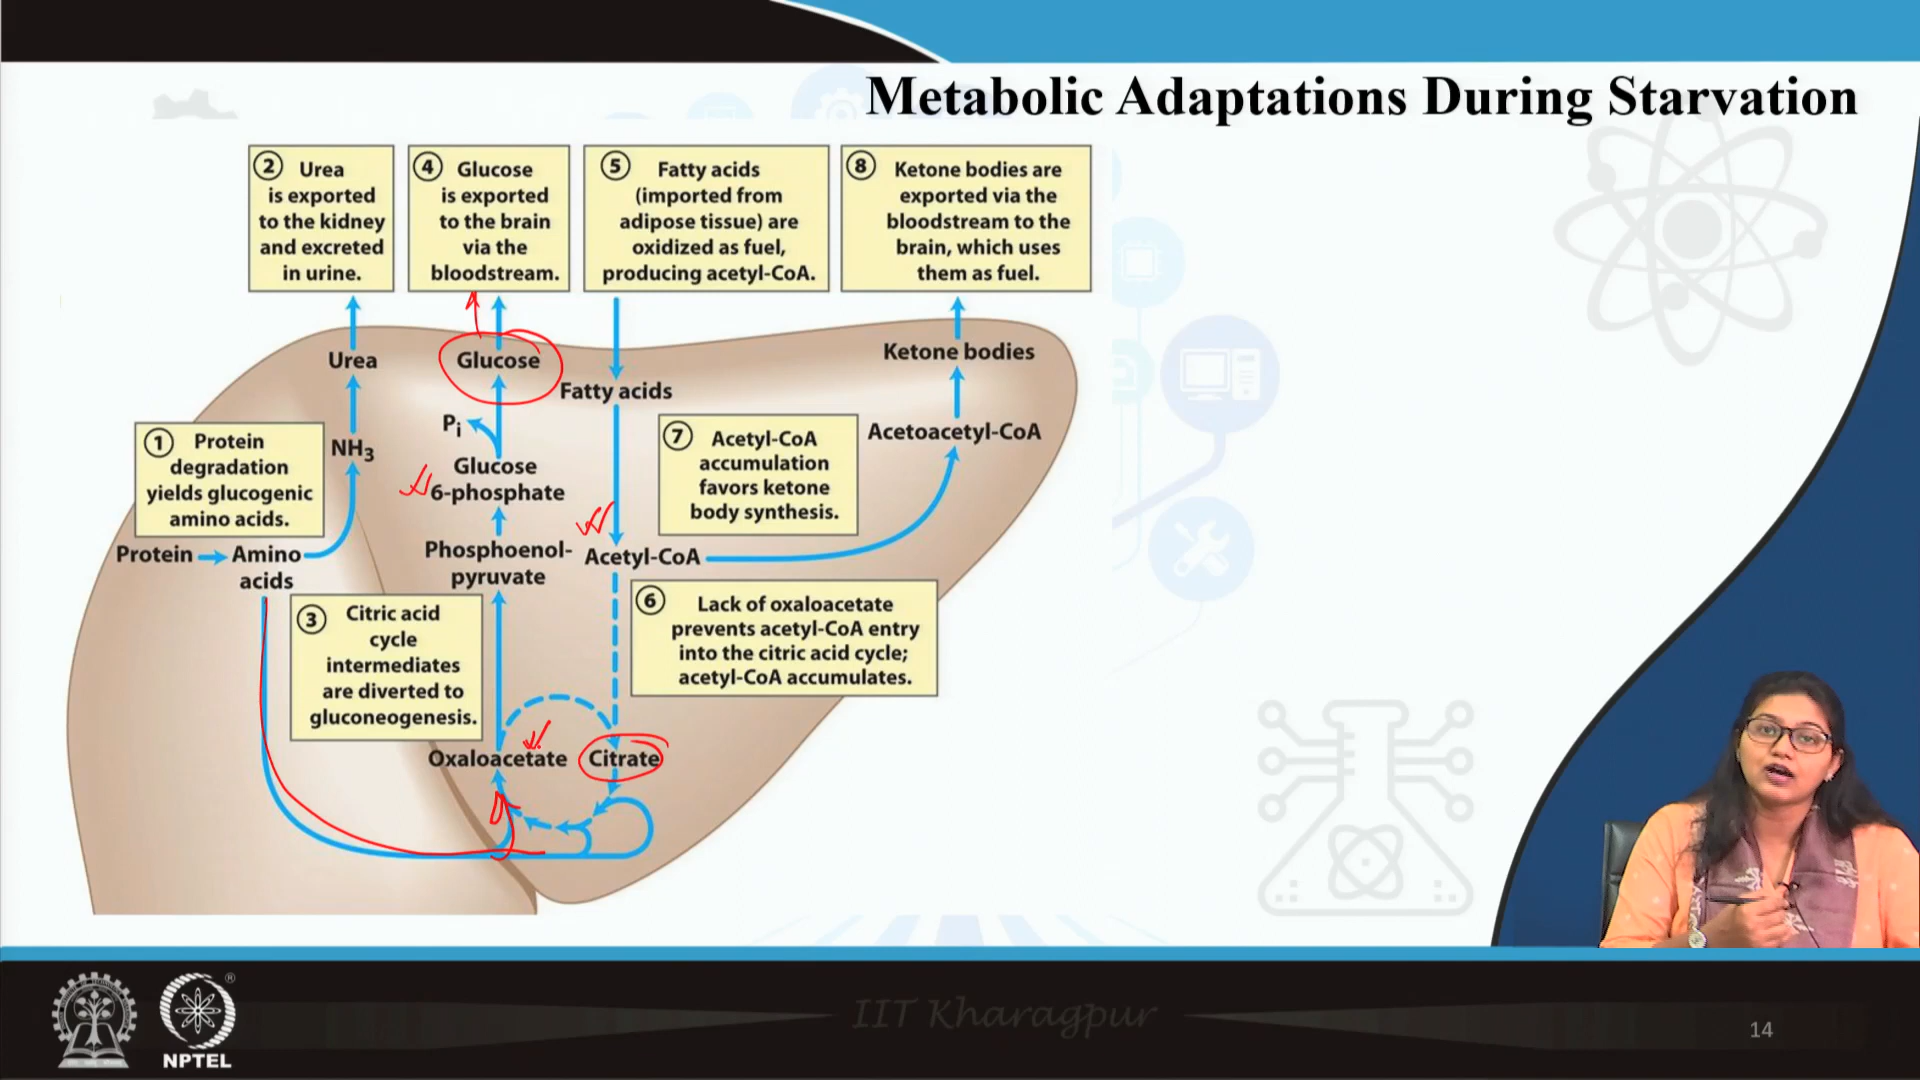 Metabolic Adaptations During Starvation
② Urea
is exported
to the kidney
and excreted
in urine.
④ Glucose
is exported
to the brain
via the
bloodstream.
⑤ Fatty acids
(imported from
adipose tissue) are
oxidized as fuel,
producing acetyl-CoA.
⑧ Ketone bodies are
exported via the
bloodstream to the
brain, which uses
them as fuel.
Urea
Glucose
Fatty acids
Ketone bodies
① Protein
degradation
yields glucogenic
amino acids.
NH₃
Pᵢ
Glucose
6-phosphate
⑦ Acetyl-CoA
accumulation
favors ketone
body synthesis.
Acetoacetyl-CoA
Protein
Amino
acids
Phosphoenol-
pyruvate
Acetyl-CoA
③ Citric acid
cycle
intermediates
are diverted to
gluconeogenesis.
⑥ Lack of oxaloacetate
prevents acetyl-CoA entry
into the citric acid cycle;
acetyl-CoA accumulates.
Oxaloacetate
Citrate
®
NPTEL
IIT Kharagpur
14